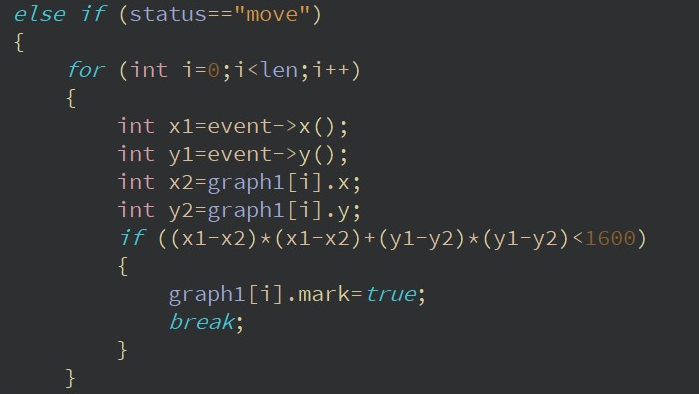 else if (status=="move")
{
for (int i=0;i<len;i++)
{
int x1=event->x();
int y1=event->y();
int x2=graph1[i].x;
int y2=graph1[i].y;
if ((x1-x2)*(x1-x2)+(y1-y2)*(y1-y2)<1600)
{
graph1[i].mark=true;
break;
}
}